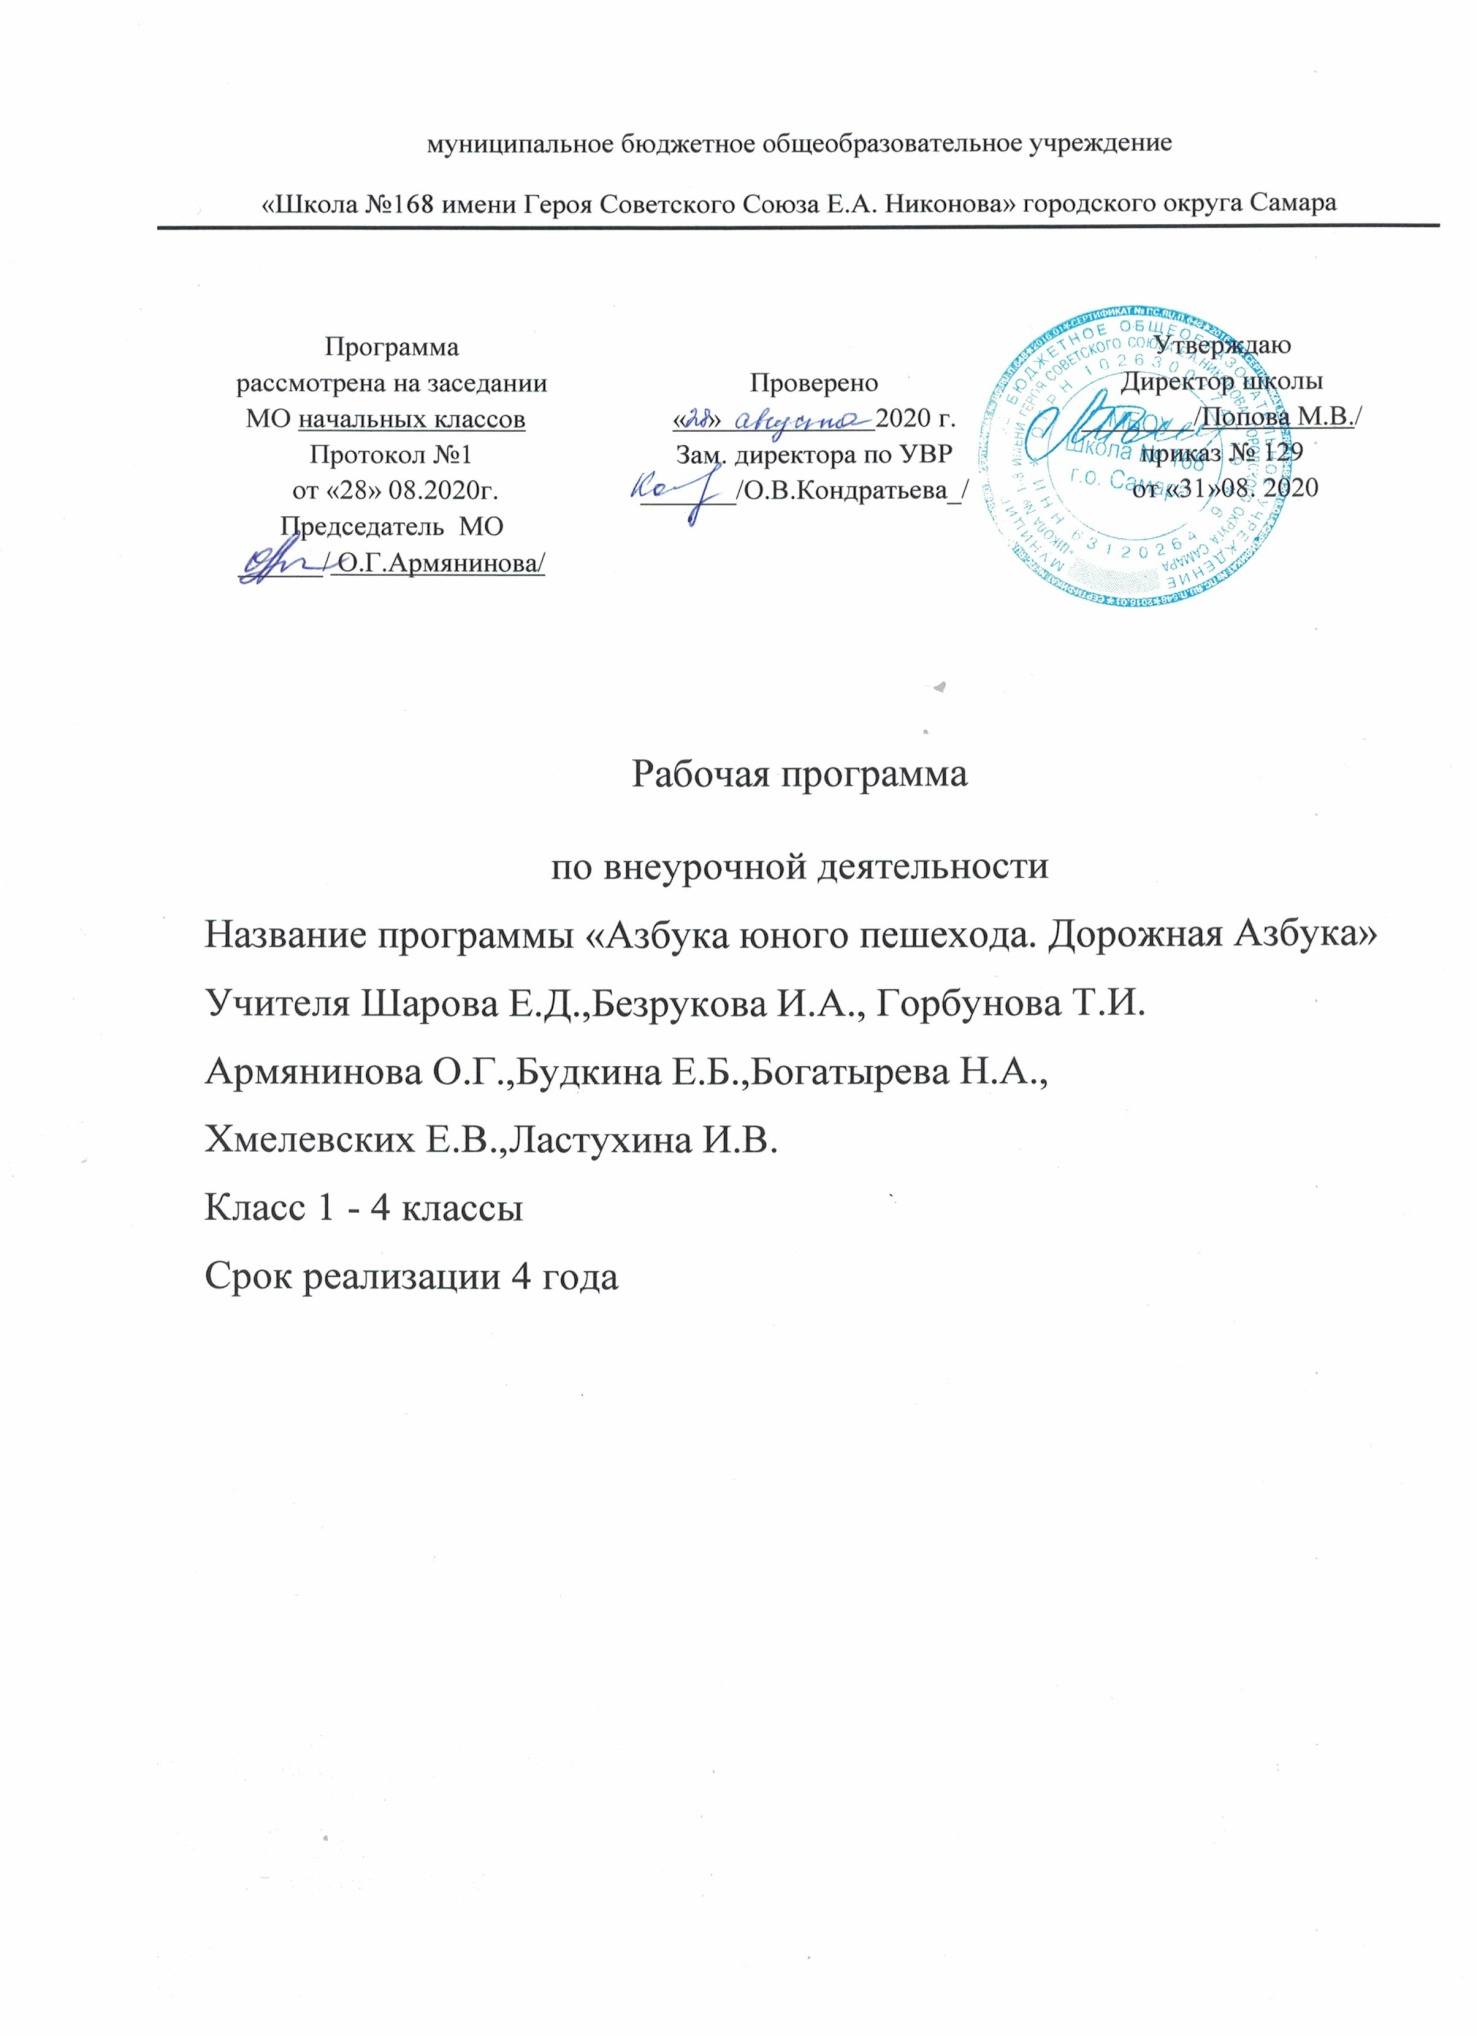 муниципальное бюджетное общеобразовательное учреждение
«Школа №168 имени Героя Советского Союза Е.А. Никонова» городского округа Самара
Программа
рассмотрена на заседании
МО начальных классов
Протокол №1
от «28» 08.2020г.
Председатель МО
/ О.Г.Армянинова/
Проверено
«28» августа 2020 г.
Зам. директора по УВР
/О.В.Кондратьева_/
Утверждаю
Директор школы
/Попова М.В./
приказ № 129
от «31»08. 2020
Школа № 168
г.о. Самара
Рабочая программа
по внеурочной деятельности
Название программы «Азбука юного пешехода. Дорожная Азбука»
Учителя Шарова Е.Д.,Безрукова И.А., Горбунова Т.И.
Армянинова О.Г.,Будкина Е.Б.,Богатырева Н.А.,
Хмелевских Е.В.,Ластухина И.В.
Класс 1 - 4 классы
Срок реализации 4 года